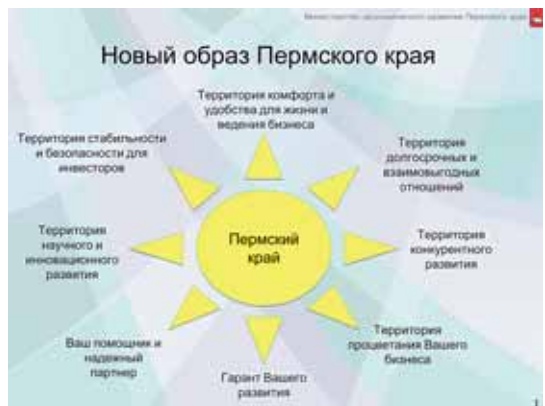 Министерство экономического развития Пермского края
Новый образ Пермского края
Территория комфорта и
удобства для жизни и
ведения бизнеса
Территория стабильности
и безопасности для
инвесторов
Территория
долгосрочных и
взаимовыгодных
отношений
Территория
научного и
инновационного
развития
Пермский
край
Территория
конкурентного
развития
Ваш помощник и
надежный
партнер
Территория
процветания Вашего
бизнеса
Гарант Вашего
развития
1